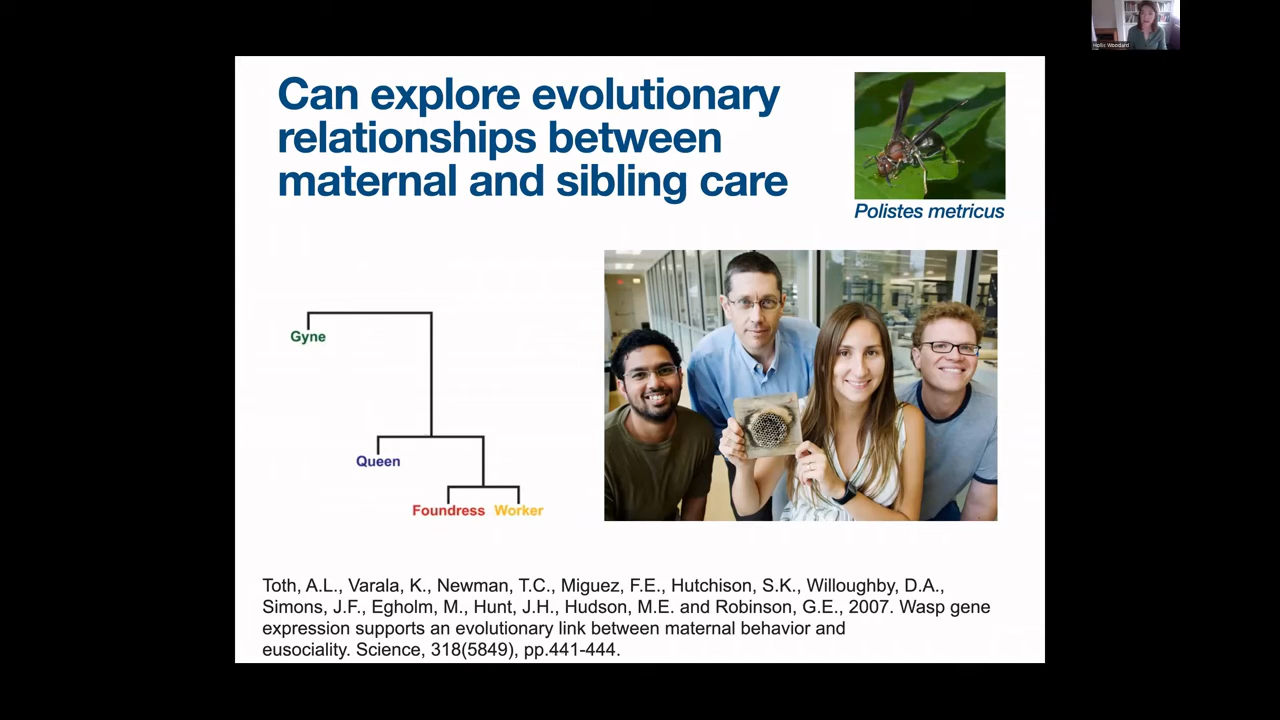 Hollis Woodard
Can explore evolutionary
relationships between
maternal and sibling care
Polistes metricus
Gyne
Queen
Foundress Worker
Toth, A.L., Varala, K., Newman, T.C., Miguez, F.E., Hutchison, S.K., Willoughby, D.A.,
Simons, J.F., Egholm, M., Hunt, J.H., Hudson, M.E. and Robinson, G.E., 2007. Wasp gene
expression supports an evolutionary link between maternal behavior and
eusociality. Science, 318(5849), pp.441-444.